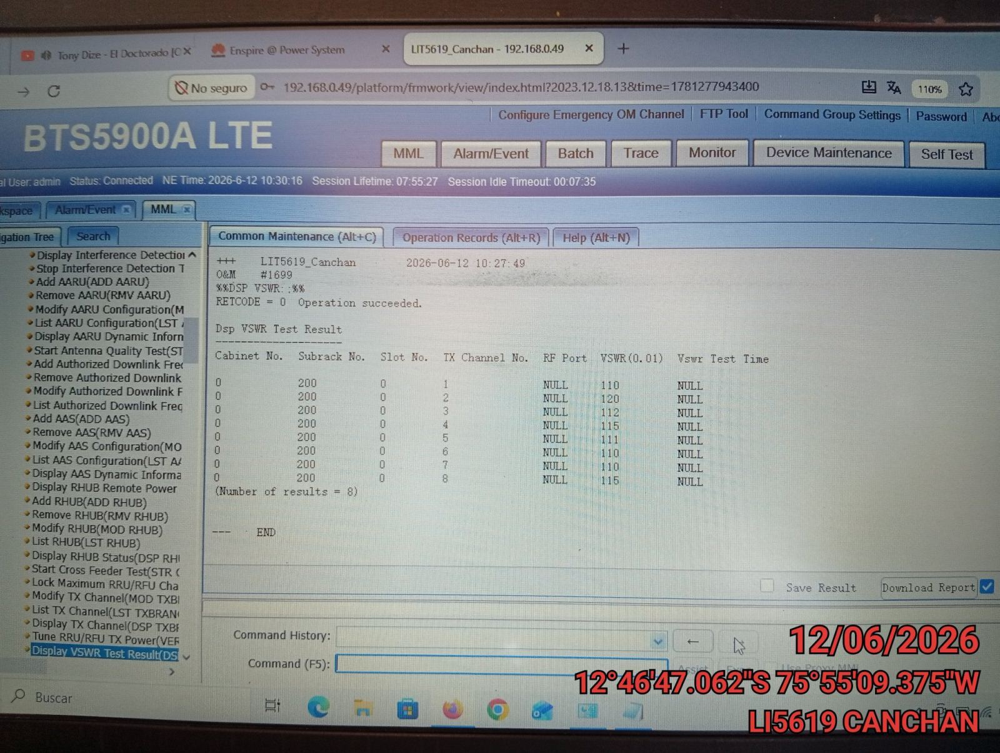 Tony Dize - El Doctorado [O
Enspire @ Power System
LIT5619_Canchan - 192.168.0.49
No seguro
192.168.0.49/platform/frmwork/view/index.html?2023.12.18.13&time=1781277943400
110%
Configure Emergency OM Channel | FTP Tool | Command Group Settings | Password | Abo
BTS5900A LTE
MML Alarm/Event Batch Trace Monitor Device Maintenance Self Test
al User: admin Status: Connected NE Time: 2026-6-12 10:30:16 Session Lifetime: 07:55:27 Session Idle Timeout: 00:07:35
kspace Alarm/Event MML
igation Tree Search
Display Interference Detection
Stop Interference Detection T
Add AARU(ADD AARU)
Remove AARU(RMV AARU)
Modify AARU Configuration(M
List AARU Configuration(LST A
Display AARU Dynamic Inform
Start Antenna Quality Test(ST
Add Authorized Downlink Frec
Remove Authorized Downlink
Modify Authorized Downlink F
List Authorized Downlink Freq
Add AAS(ADD AAS)
Remove AAS(RMV AAS)
Modify AAS Configuration(MO
List AAS Configuration(LST AA
Display AAS Dynamic Informa
Display RHUB Remote Power
Add RHUB(ADD RHUB)
Remove RHUB(RMV RHUB)
Modify RHUB(MOD RHUB)
List RHUB(LST RHUB)
Display RHUB Status(DSP RHU
Start Cross Feeder Test(STR C
Lock Maximum RRU/RFU Cha
Modify TX Channel(MOD TXB
List TX Channel(LST TXBRAN
Display TX Channel(DSP TXBF
Tune RRU/RFU TX Power(VER
Display VSWR Test Result(DS
Common Maintenance (Alt+C) Operation Records (Alt+R) Help (Alt+N)
+++ LIT5619_Canchan 2026-06-12 10:27:49
O&M #1699
%%DSP VSWR: ;%%
RETCODE = 0 Operation succeeded.
Dsp VSWR Test Result
--------------------
Cabinet No. Subrack No. Slot No. TX Channel No. RF Port VSWR(0.01) Vswr Test Time
0 200 0 1 NULL 110 NULL
0 200 0 2 NULL 120 NULL
0 200 0 3 NULL 112 NULL
0 200 0 4 NULL 115 NULL
0 200 0 5 NULL 111 NULL
0 200 0 6 NULL 110 NULL
0 200 0 7 NULL 110 NULL
0 200 0 8 NULL 115 NULL
(Number of results = 8)
--- END
Save Result Download Report
Command History:
Command (F5):
Buscar
12/06/2026
12°46'47.062"S 75°55'09.375"W
LI5619 CANCHAN